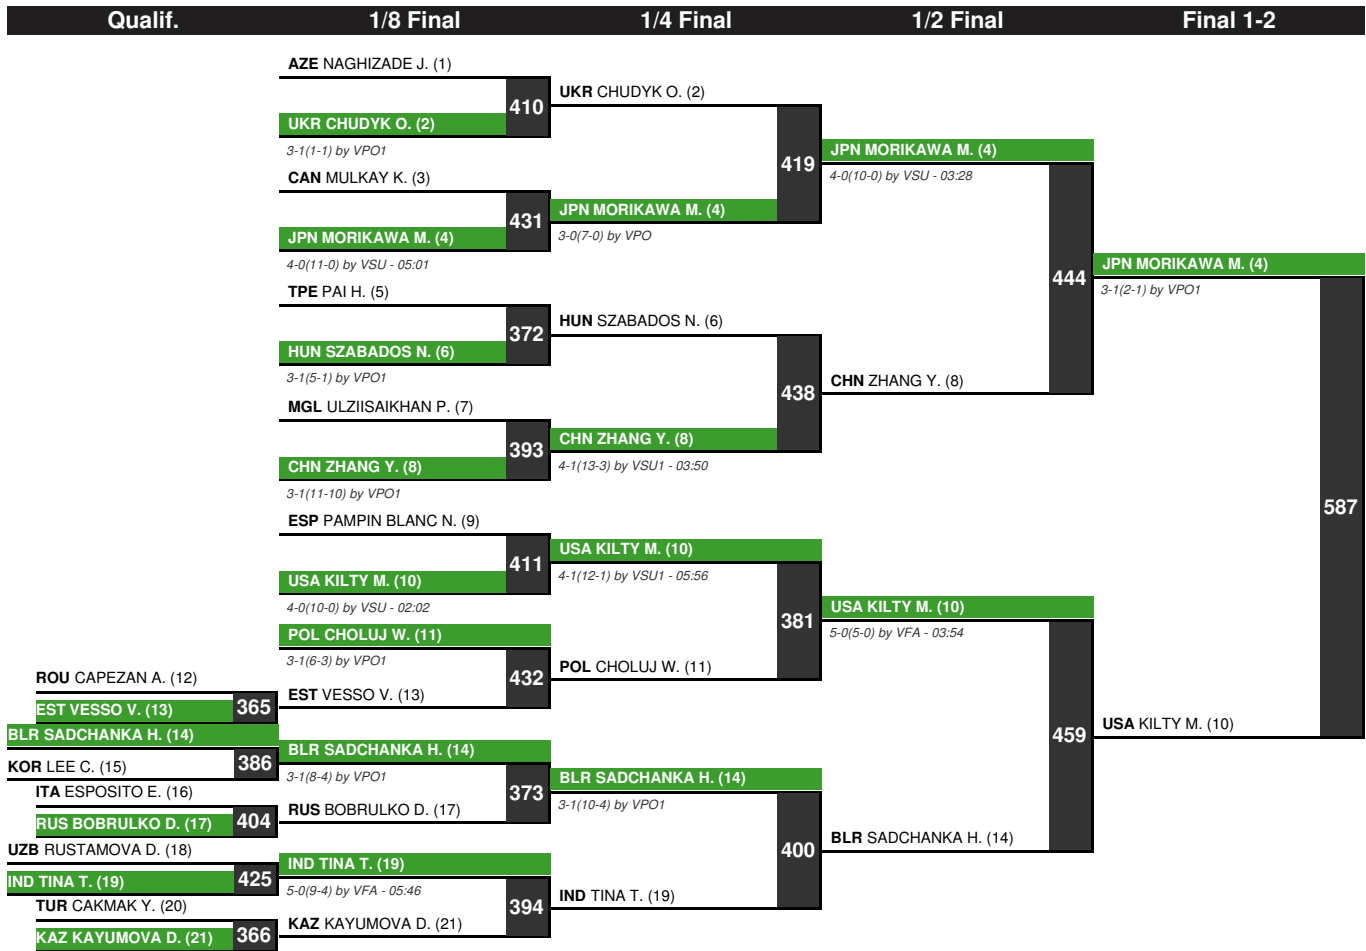 Qualif. 1/8 Final 1/4 Final 1/2 Final Final 1-2
AZE NAGHIZADE J. (1)
410
UKR CHUDYK O. (2)
3-1(1-1) by VPO1
CAN MULKAY K. (3)
431
JPN MORIKAWA M. (4)
4-0(11-0) by VSU - 05:01
TPE PAI H. (5)
372
HUN SZABADOS N. (6)
3-1(5-1) by VPO1
MGL ULZIISAIKHAN P. (7)
393
CHN ZHANG Y. (8)
3-1(11-10) by VPO1
ESP PAMPIN BLANC N. (9)
411
USA KILTY M. (10)
4-0(10-0) by VSU - 02:02
POL CHOLUJ W. (11)
3-1(6-3) by VPO1
432
EST VESSO V. (13)
ROU CAPEZAN A. (12)
365
EST VESSO V. (13)
BLR SADCHANKA H. (14)
386
KOR LEE C. (15)
ITA ESPOSITO E. (16)
404
RUS BOBRULKO D. (17)
UZB RUSTAMOVA D. (18)
425
IND TINA T. (19)
TUR CAKMAK Y. (20)
366
KAZ KAYUMOVA D. (21)
BLR SADCHANKA H. (14)
3-1(8-4) by VPO1
373
RUS BOBRULKO D. (17)
IND TINA T. (19)
5-0(9-4) by VFA - 05:46
394
KAZ KAYUMOVA D. (21)
UKR CHUDYK O. (2)
419
JPN MORIKAWA M. (4)
3-0(7-0) by VPO
HUN SZABADOS N. (6)
438
CHN ZHANG Y. (8)
4-1(13-3) by VSU1 - 03:50
USA KILTY M. (10)
4-1(12-1) by VSU1 - 05:56
381
POL CHOLUJ W. (11)
BLR SADCHANKA H. (14)
3-1(10-4) by VPO1
400
IND TINA T. (19)
JPN MORIKAWA M. (4)
4-0(10-0) by VSU - 03:28
444
CHN ZHANG Y. (8)
USA KILTY M. (10)
5-0(5-0) by VFA - 03:54
459
BLR SADCHANKA H. (14)
JPN MORIKAWA M. (4)
3-1(2-1) by VPO1
587
USA KILTY M. (10)